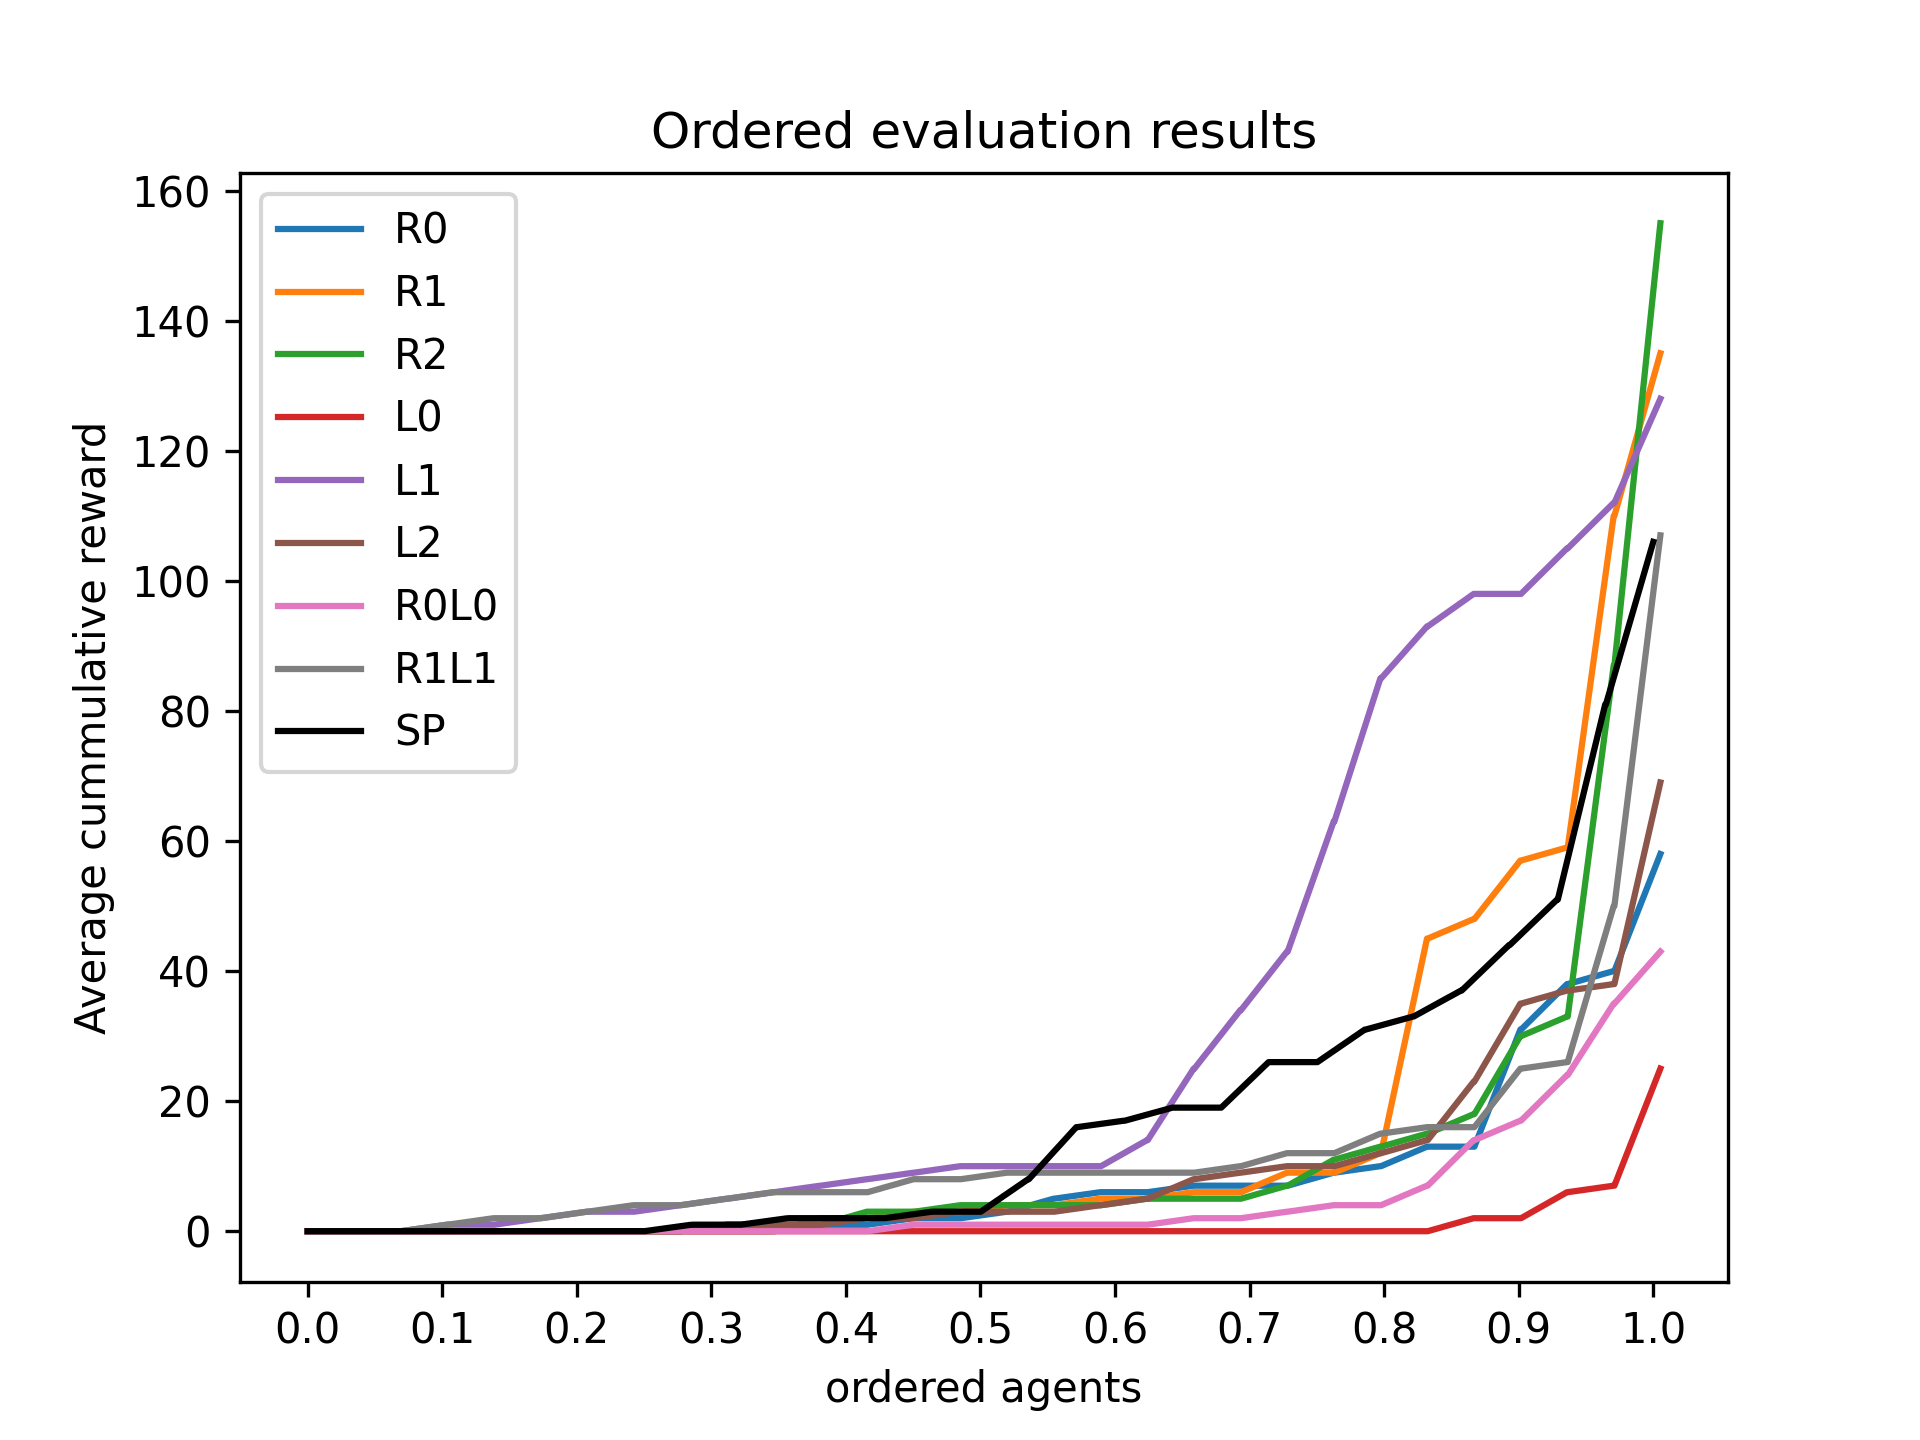 Ordered evaluation results
Average cummulative reward
160
140
120
100
80
60
40
20
0
R0
R1
R2
L0
L1
L2
R0L0
R1L1
SP
0.0 0.1 0.2 0.3 0.4 0.5 0.6 0.7 0.8 0.9 1.0
ordered agents